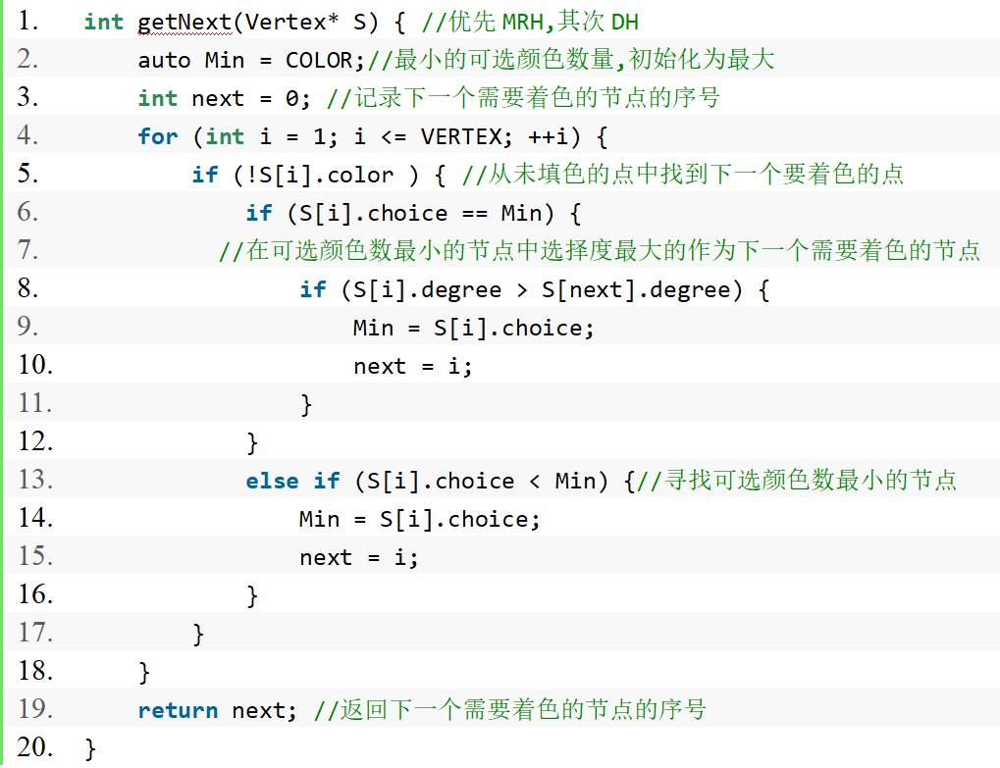 1. int getNext(Vertex* S) { //优先MRH,其次DH
2. auto Min = COLOR;//最小的可选颜色数量,初始化为最大
3. int next = 0; //记录下一个需要着色的节点的序号
4. for (int i = 1; i <= VERTEX; ++i) {
5. if (!S[i].color ) { //从未填色的点中找到下一个要着色的点
6. if (S[i].choice == Min) {
7. //在可选颜色数最小的节点中选择度最大的作为下一个需要着色的节点
8. if (S[i].degree > S[next].degree) {
9. Min = S[i].choice;
10. next = i;
11. }
12. }
13. else if (S[i].choice < Min) {//寻找可选颜色数最小的节点
14. Min = S[i].choice;
15. next = i;
16. }
17. }
18. }
19. return next; //返回下一个需要着色的节点的序号
20. }